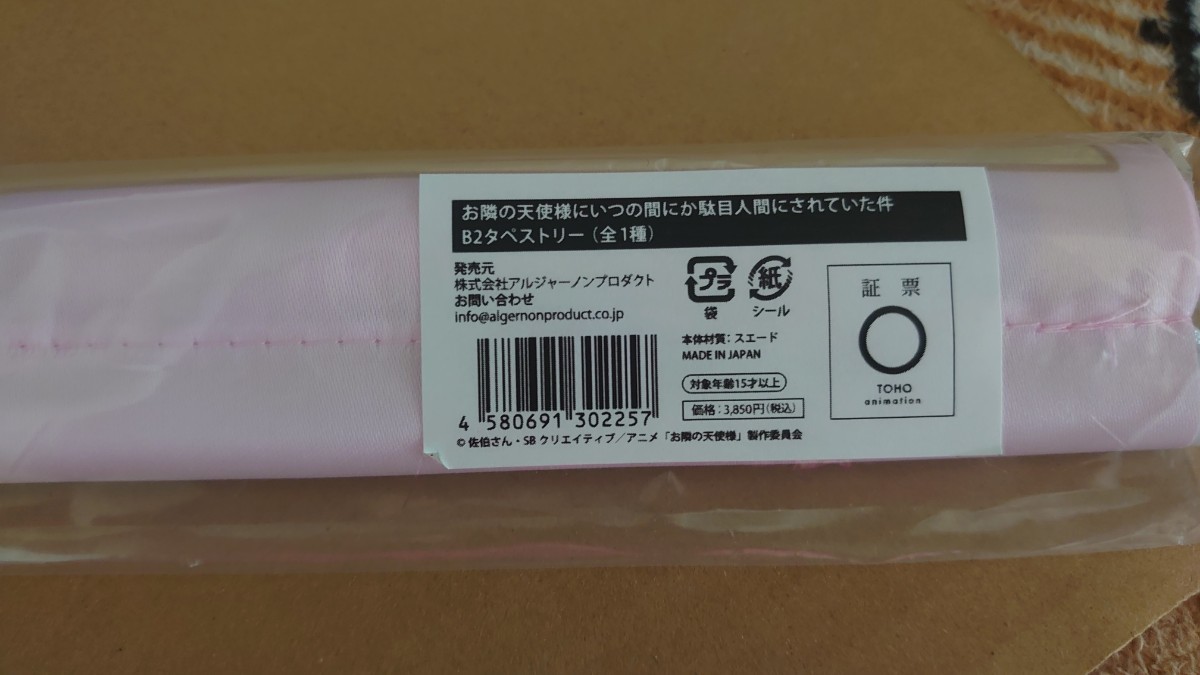 お隣の天使様にいつの間にか駄目人間にされていた件
B2タペストリー（全1種）
発売元
株式会社アルジャーノンプロダクト
お問い合わせ
info@algernonproduct.co.jp
プラ
袋
紙
シール
本体材質：スエード
MADE IN JAPAN
対象年齢15才以上
価格：3,850円（税込）
4 580691 302257
©佐伯さん・SBクリエイティブ／アニメ「お隣の天使様」製作委員会
証票
TOHO
animation